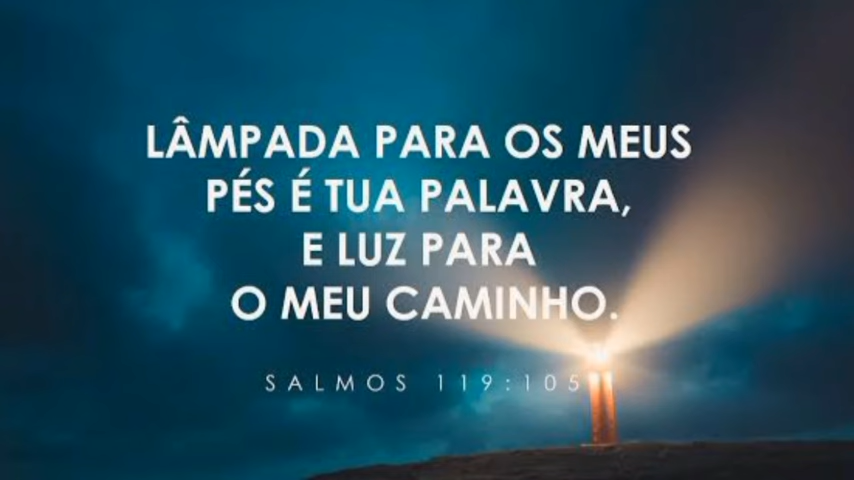 LÂMPADA PARA OS MEUS
PÉS É TUA PALAVRA,
E LUZ PARA
O MEU CAMINHO.
SALMOS 119:105